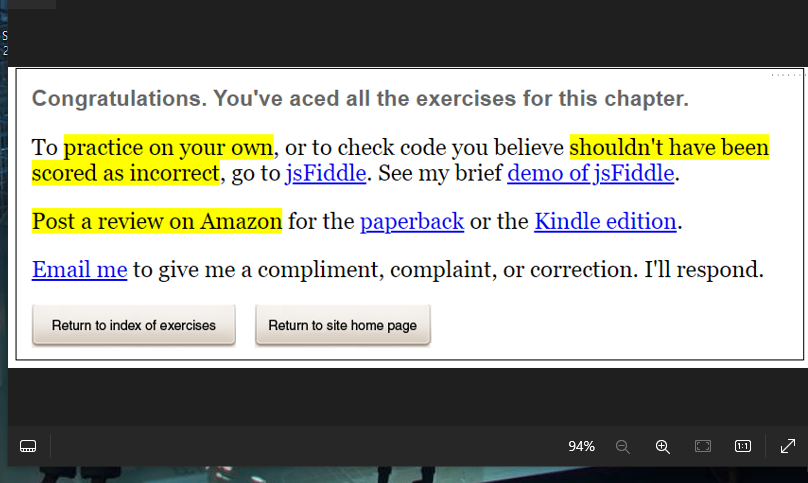 S
2
Congratulations. You've aced all the exercises for this chapter.
To practice on your own, or to check code you believe shouldn't have been
scored as incorrect, go to jsFiddle. See my brief demo of jsFiddle.
Post a review on Amazon for the paperback or the Kindle edition.
Email me to give me a compliment, complaint, or correction. I'll respond.
Return to index of exercises Return to site home page
94% 1:1